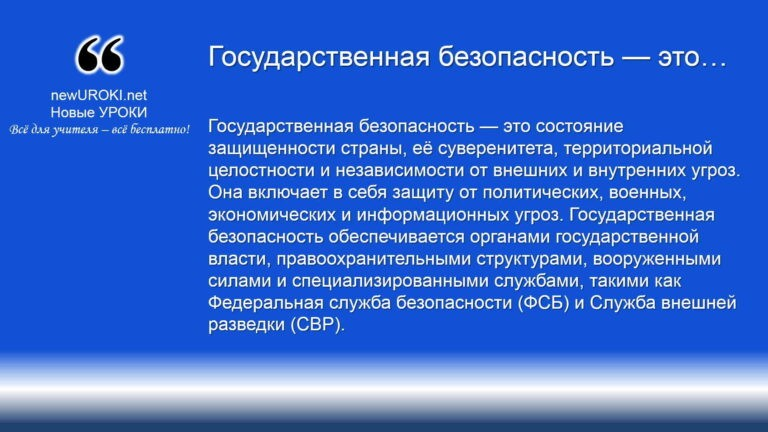 newUROKI.net
Новые УРОКИ
Всё для учителя – всё бесплатно!
Государственная безопасность — это…
Государственная безопасность — это состояние
защищенности страны, её суверенитета, территориальной
целостности и независимости от внешних и внутренних угроз.
Она включает в себя защиту от политических, военных,
экономических и информационных угроз. Государственная
безопасность обеспечивается органами государственной
власти, правоохранительными структурами, вооруженными
силами и специализированными службами, такими как
Федеральная служба безопасности (ФСБ) и Служба внешней
разведки (СВР).